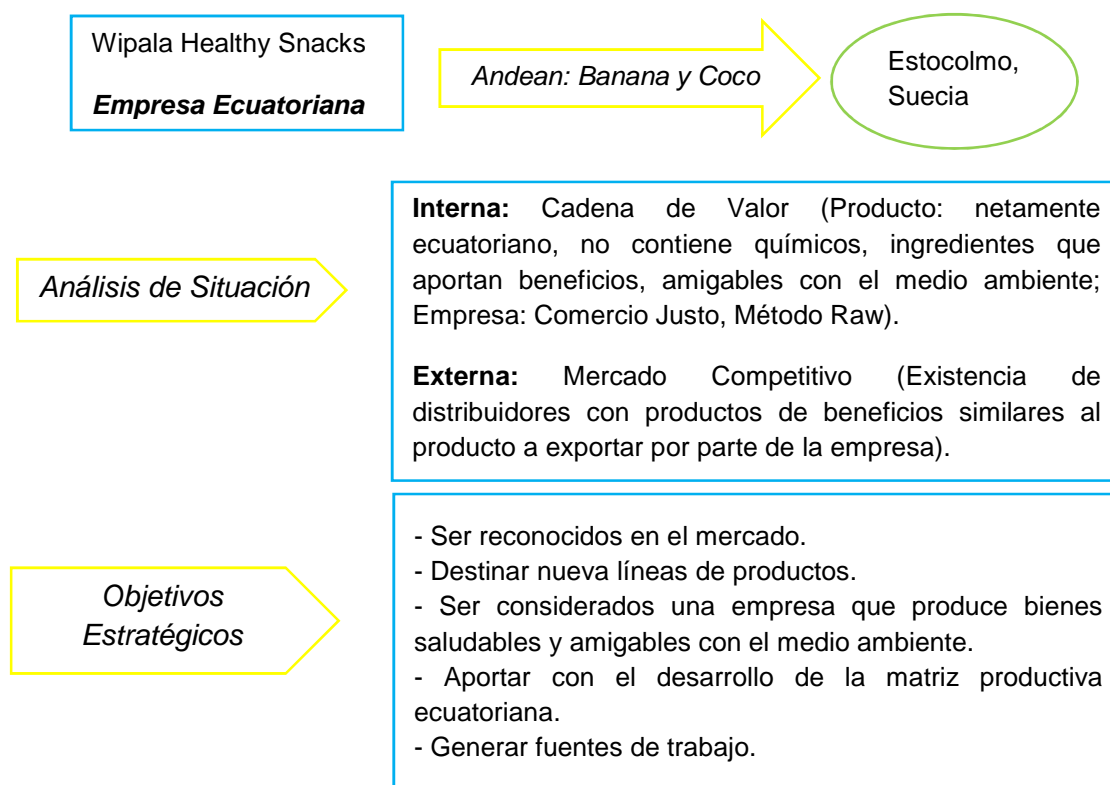 Wipala Healthy Snacks
Empresa Ecuatoriana
Andean: Banana y Coco
Estocolmo,
Suecia
Análisis de Situación
Interna: Cadena de Valor (Producto: netamente
ecuatoriano, no contiene químicos, ingredientes que
aportan beneficios, amigables con el medio ambiente;
Empresa: Comercio Justo, Método Raw).
Externa: Mercado Competitivo (Existencia de
distribuidores con productos de beneficios similares al
producto a exportar por parte de la empresa).
Objetivos
Estratégicos
- Ser reconocidos en el mercado.
- Destinar nueva líneas de productos.
- Ser considerados una empresa que produce bienes
saludables y amigables con el medio ambiente.
- Aportar con el desarrollo de la matriz productiva
ecuatoriana.
- Generar fuentes de trabajo.